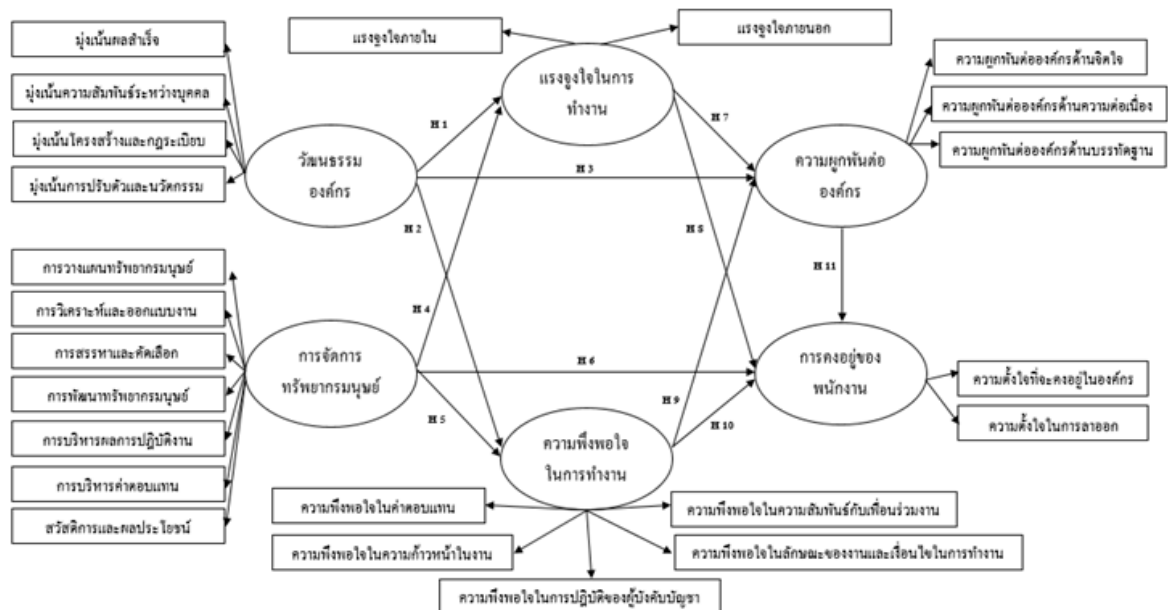 มุ่งเน้นผลสำเร็จ
มุ่งเน้นความสัมพันธ์ระหว่างบุคคล
มุ่งเน้นโครงสร้างและกฎระเบียบ
มุ่งเน้นการปรับตัวและนวัตกรรม
แรงจูงใจภายใน
แรงจูงใจภายนอก
แรงจูงใจในการ
ทำงาน
ความผูกพันต่อองค์กรด้านจิตใจ
ความผูกพันต่อองค์กรด้านความต่อเนื่อง
ความผูกพันต่อองค์กรด้านบรรทัดฐาน
วัฒนธรรม
องค์กร
ความผูกพันต่อ
องค์กร
H 1
H 7
H 3
H 2
H 8
H 11
H 4
การวางแผนทรัพยากรมนุษย์
การวิเคราะห์และออกแบบงาน
การสรรหาและคัดเลือก
การพัฒนาทรัพยากรมนุษย์
การบริหารผลการปฏิบัติงาน
การบริหารค่าตอบแทน
สวัสดิการและผลประโยชน์
การจัดการ
ทรัพยากรมนุษย์
H 6
การคงอยู่ของ
พนักงาน
ความตั้งใจที่จะคงอยู่ในองค์กร
ความตั้งใจในการลาออก
H 5
H 9
H 10
ความพึงพอใจ
ในการทำงาน
ความพึงพอใจในค่าตอบแทน
ความพึงพอใจในความสัมพันธ์กับเพื่อนร่วมงาน
ความพึงพอใจในความก้าวหน้าในงาน
ความพึงพอใจในลักษณะของงานและเงื่อนไขในการทำงาน
ความพึงพอใจในการปฏิบัติของผู้บังคับบัญชา